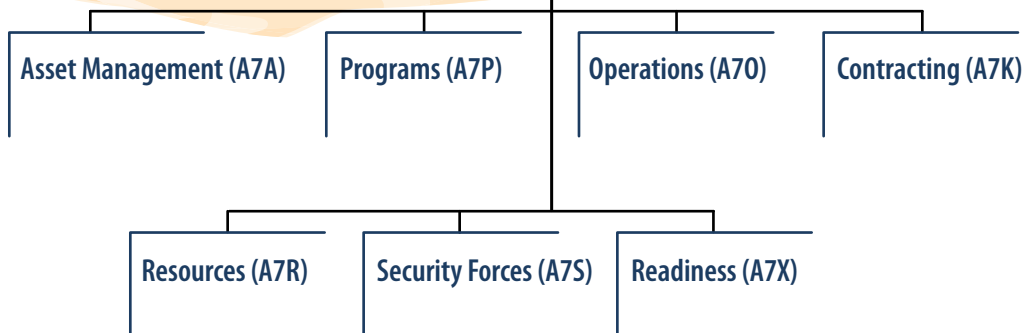 Asset Management (A7A)
Programs (A7P)
Operations (A7O)
Contracting (A7K)
Resources (A7R)
Security Forces (A7S)
Readiness (A7X)